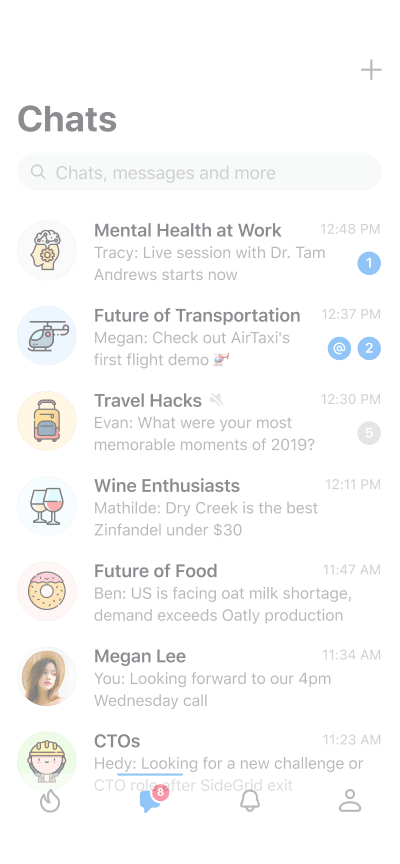 Chats
Chats, messages and more
Mental Health at Work 12:48 PM
Tracy: Live session with Dr. Tam
Andrews starts now 1
Future of Transportation 12:37 PM
Megan: Check out AirTaxi's
first flight demo 🚁 @ 2
Travel Hacks 12:30 PM
Evan: What were your most
memorable moments of 2019? 5
Wine Enthusiasts 12:11 PM
Mathilde: Dry Creek is the best
Zinfandel under $30
Future of Food 11:47 AM
Ben: US is facing oat milk shortage,
demand exceeds Oatly production
Megan Lee 11:34 AM
You: Looking forward to our 4pm
Wednesday call
CTOs 11:23 AM
Hedy: Looking for a new challenge or
CTO role after SideGrid exit
8